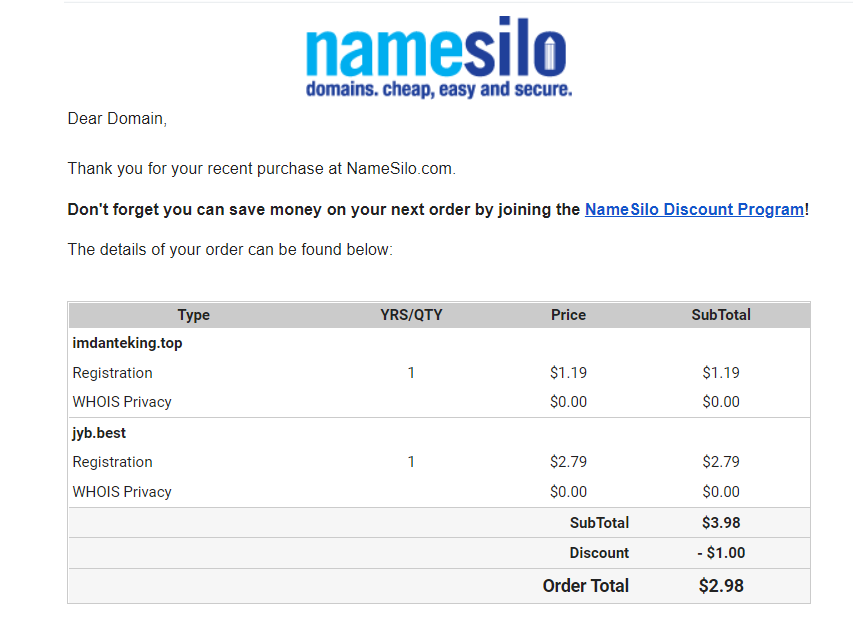 namesilo
domains. cheap, easy and secure.
Dear Domain,
Thank you for your recent purchase at NameSilo.com.
Don't forget you can save money on your next order by joining the NameSilo Discount Program!
The details of your order can be found below:
Type YRS/QTY Price SubTotal
imdanteking.top
Registration 1 $1.19 $1.19
WHOIS Privacy $0.00 $0.00
jyb.best
Registration 1 $2.79 $2.79
WHOIS Privacy $0.00 $0.00
SubTotal $3.98
Discount - $1.00
Order Total $2.98